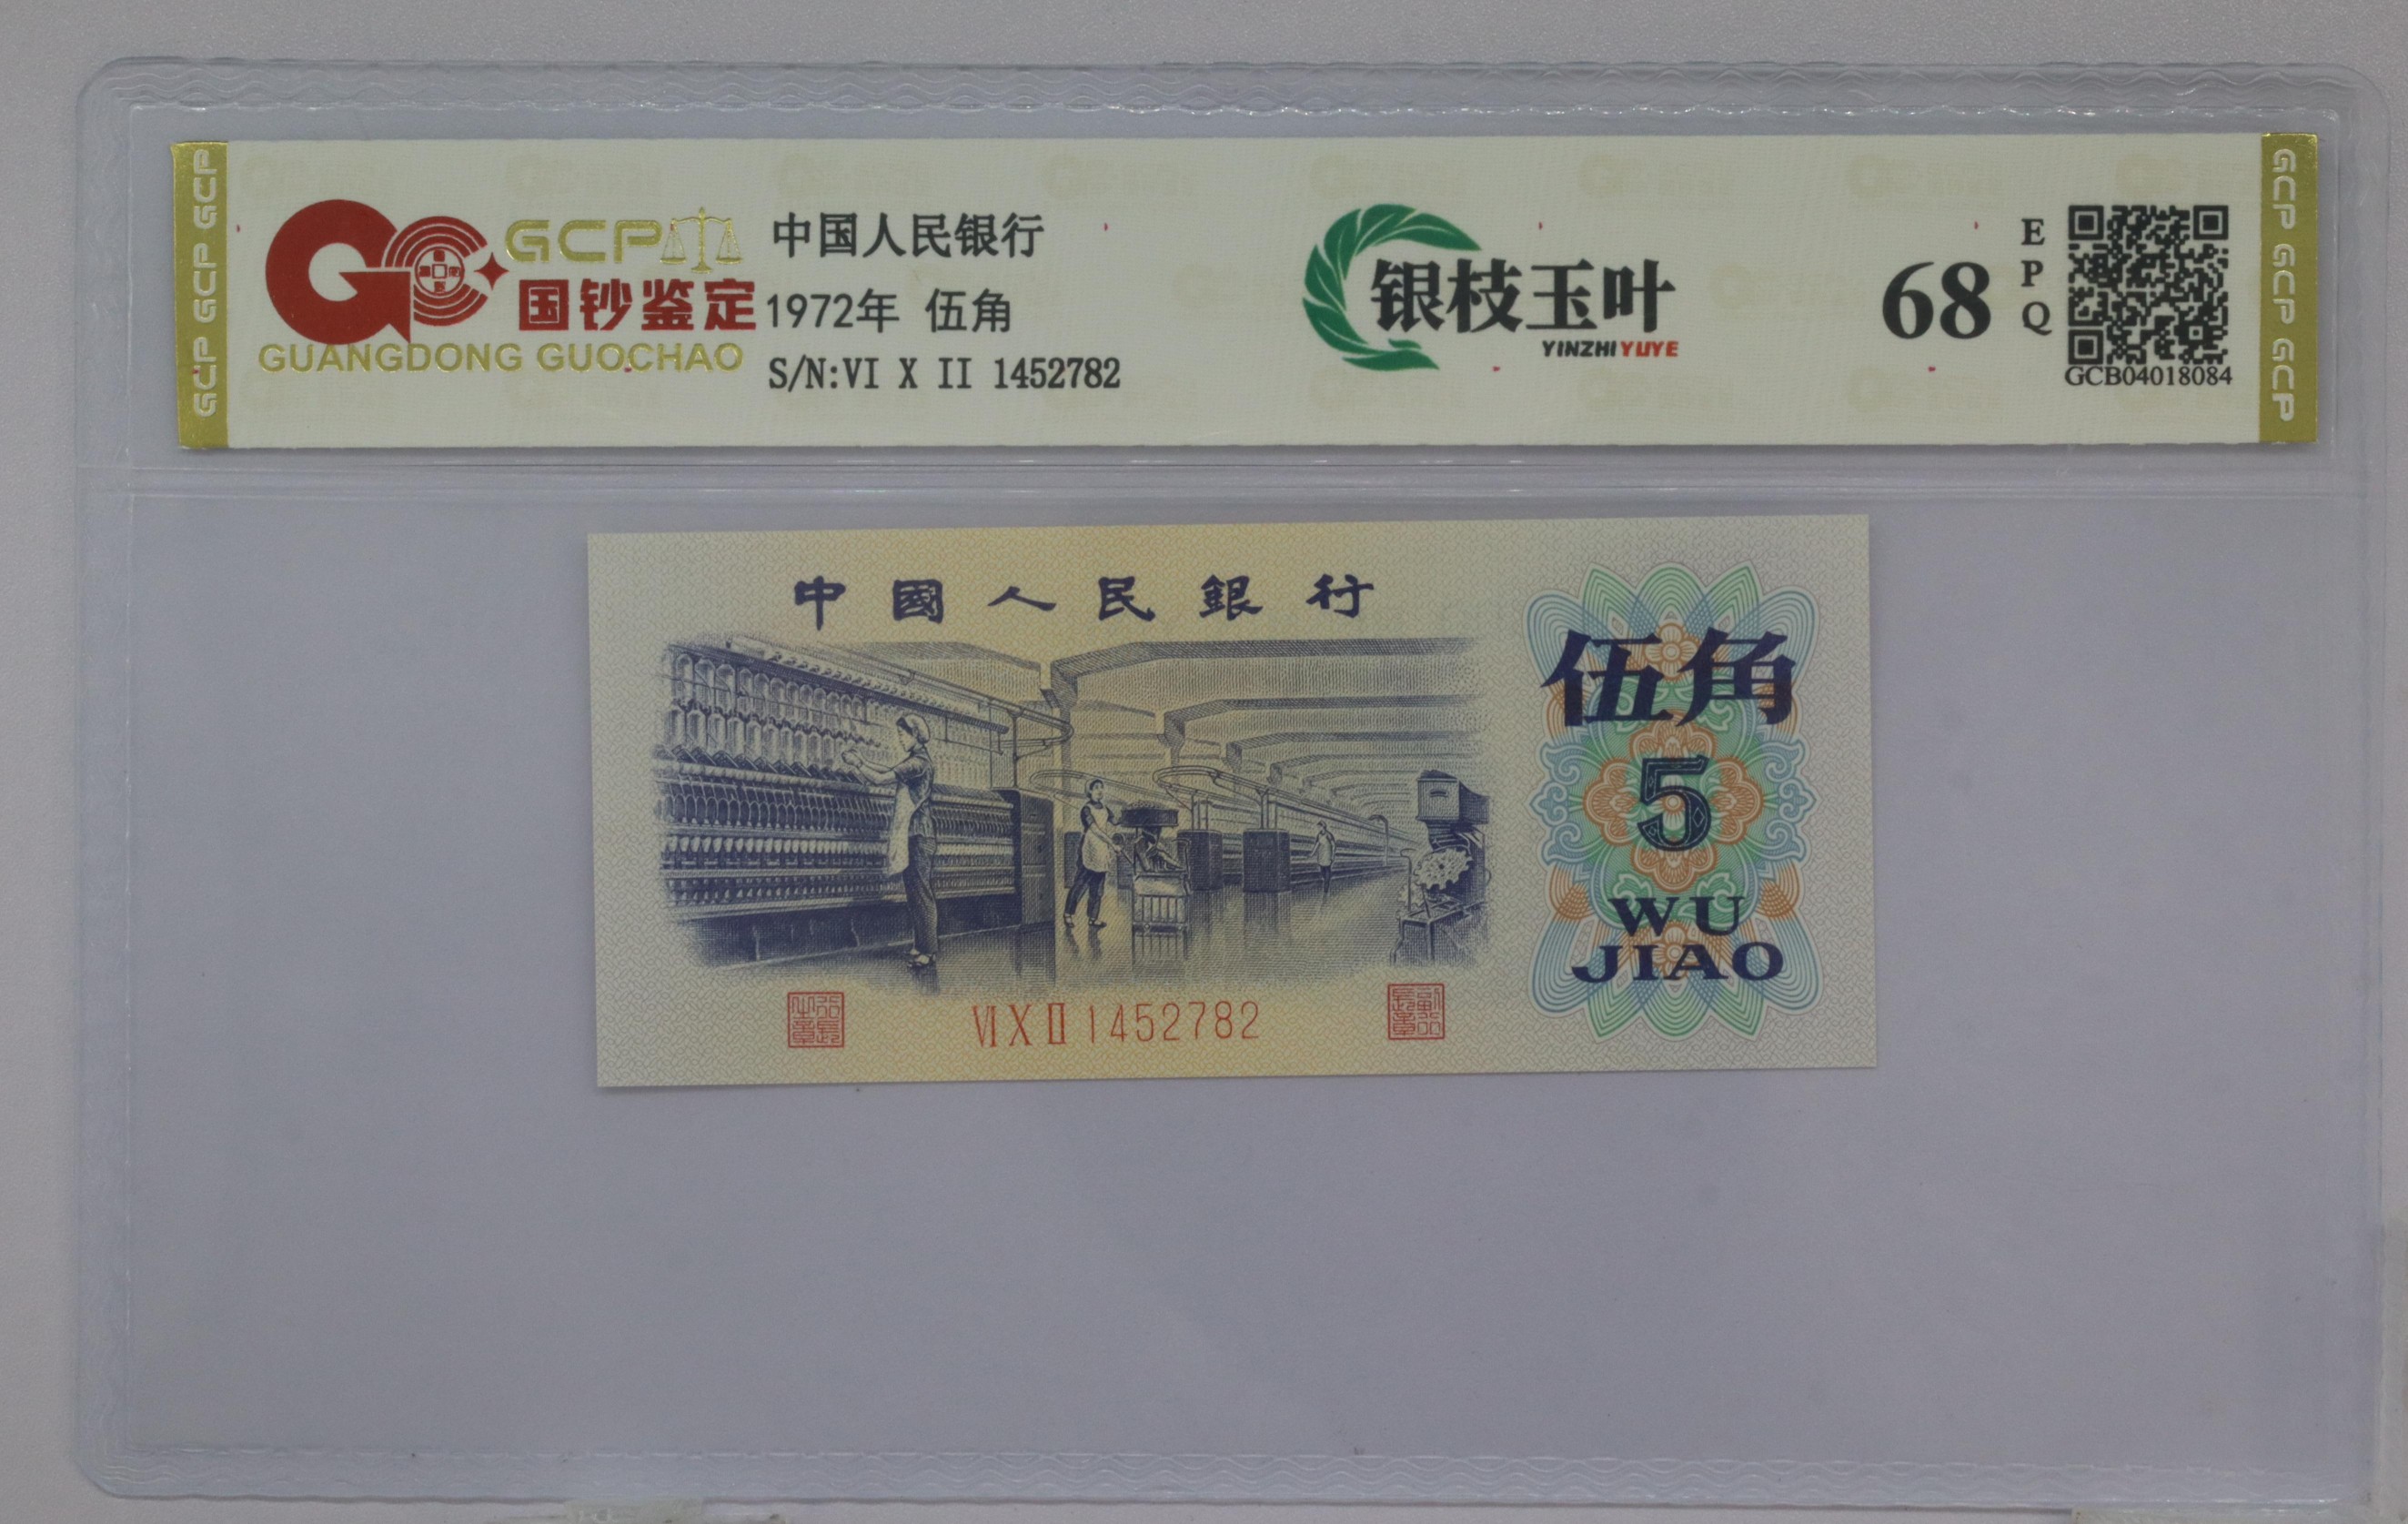 GCP GCP GCP
GCP
国钞鉴定
GUANGDONG GUOCHAO
中国人民银行
1972年 伍角
S/N:VI X II 1452782
银枝玉叶
YINZHI YUYE
68
EPQ
GCB04018084
GCP GCP GCP
中國人民銀行
伍角
5
WU
JIAO
VI X II 1452782